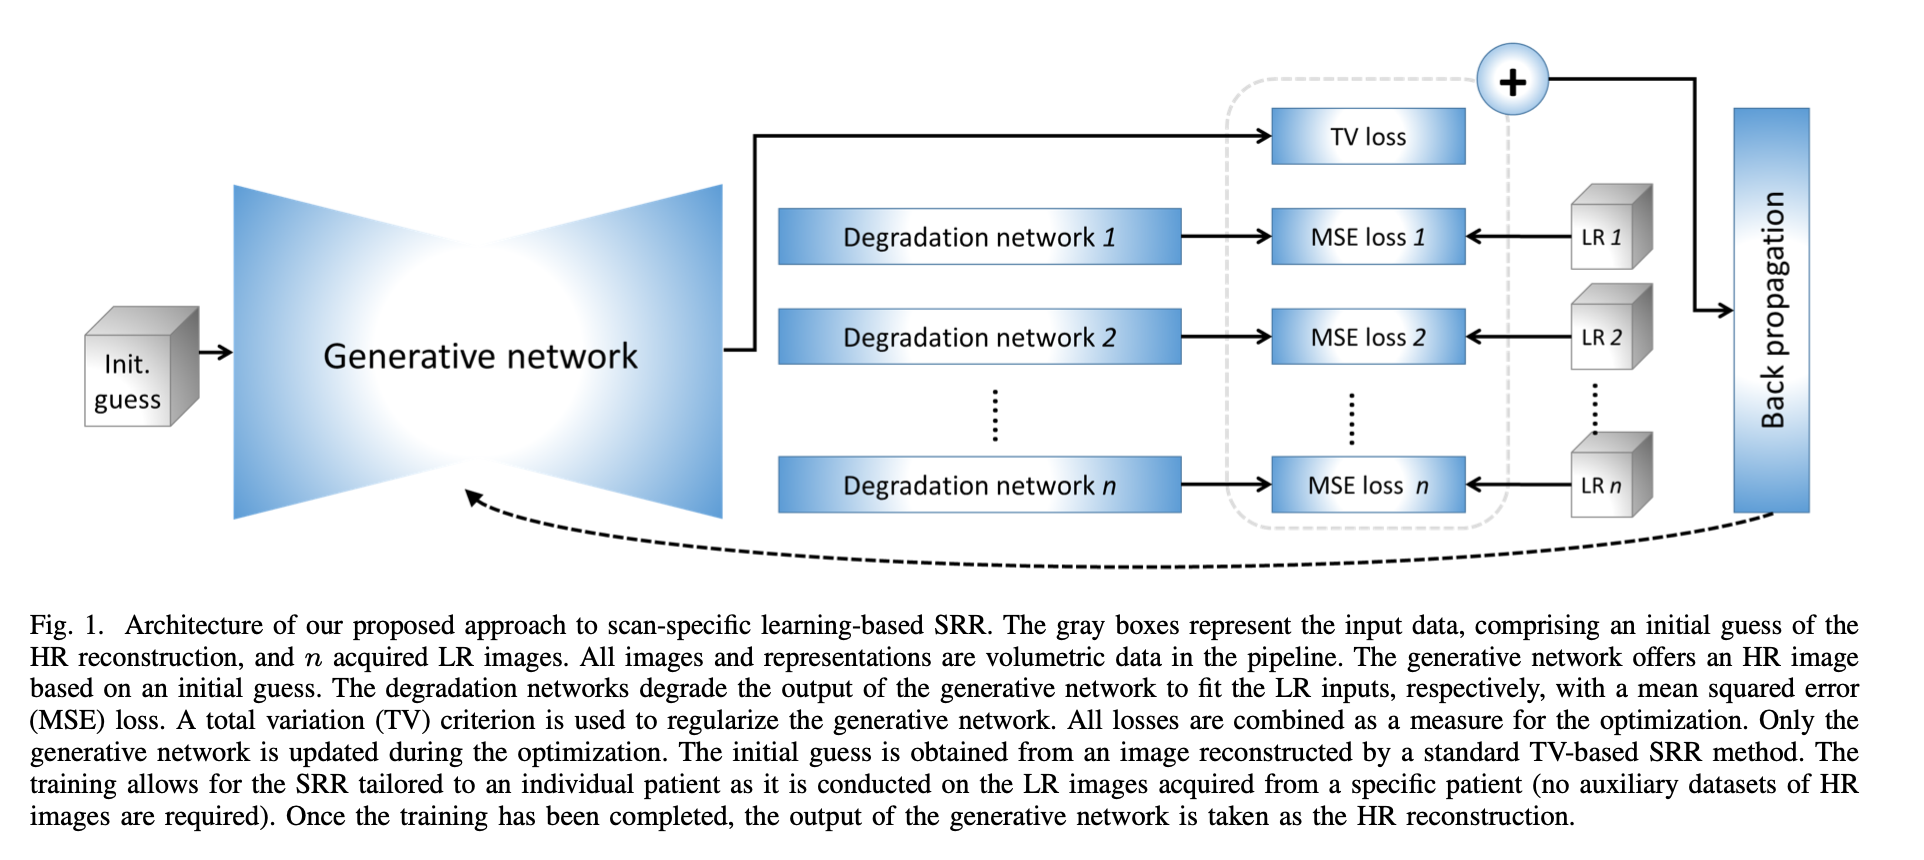 +
TV loss
Degradation network 1
MSE loss 1
LR 1
Degradation network 2
MSE loss 2
LR 2
Init.
guess
Generative network
Degradation network n
MSE loss n
LR n
Back propagation
Fig. 1. Architecture of our proposed approach to scan-specific learning-based SRR. The gray boxes represent the input data, comprising an initial guess of the
HR reconstruction, and n acquired LR images. All images and representations are volumetric data in the pipeline. The generative network offers an HR image
based on an initial guess. The degradation networks degrade the output of the generative network to fit the LR inputs, respectively, with a mean squared error
(MSE) loss. A total variation (TV) criterion is used to regularize the generative network. All losses are combined as a measure for the optimization. Only the
generative network is updated during the optimization. The initial guess is obtained from an image reconstructed by a standard TV-based SRR method. The
training allows for the SRR tailored to an individual patient as it is conducted on the LR images acquired from a specific patient (no auxiliary datasets of HR
images are required). Once the training has been completed, the output of the generative network is taken as the HR reconstruction.